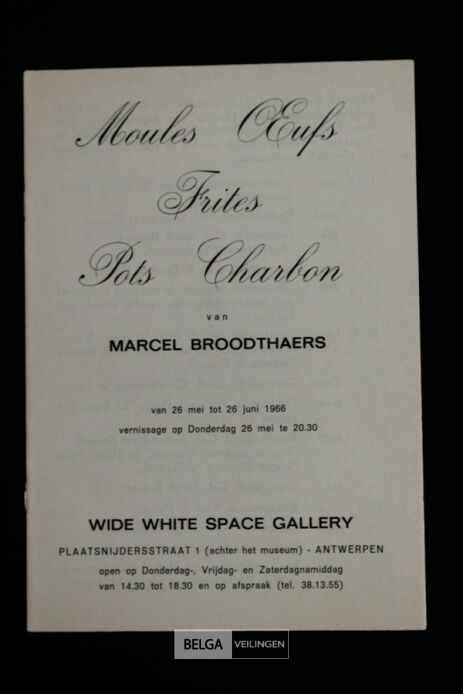 Moules Œufs
Frites
Pots Charbon
van
MARCEL BROODTHAERS
van 26 mei tot 26 juni 1966
vernissage op Donderdag 26 mei te 20.30
WIDE WHITE SPACE GALLERY
PLAATSNIJDERSSTRAAT 1 (achter het museum) - ANTWERPEN
open op Donderdag-, Vrijdag- en Zaterdagnamiddag
van 14.30 tot 18.30 en op afspraak (tel. 38.13.55)
BELGA VEILINGEN